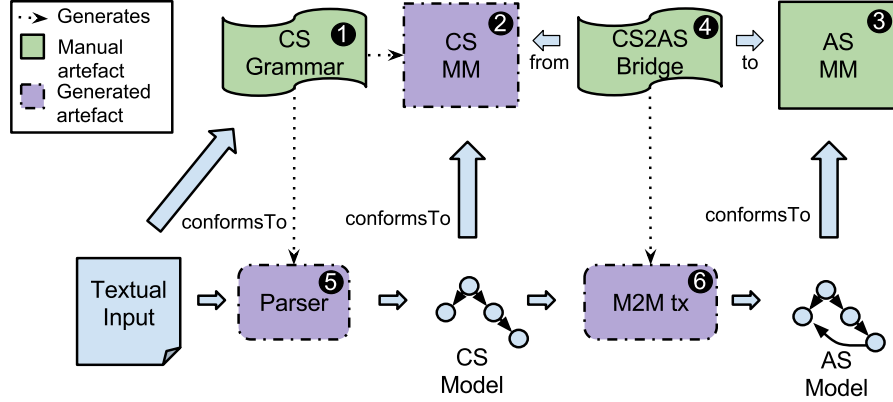 Generates
Manual
artefact
Generated
artefact
1
CS
Grammar
2
CS
MM
from
4
CS2AS
Bridge
to
3
AS
MM
conformsTo
conformsTo
conformsTo
Textual
Input
5
Parser
CS
Model
6
M2M tx
AS
Model